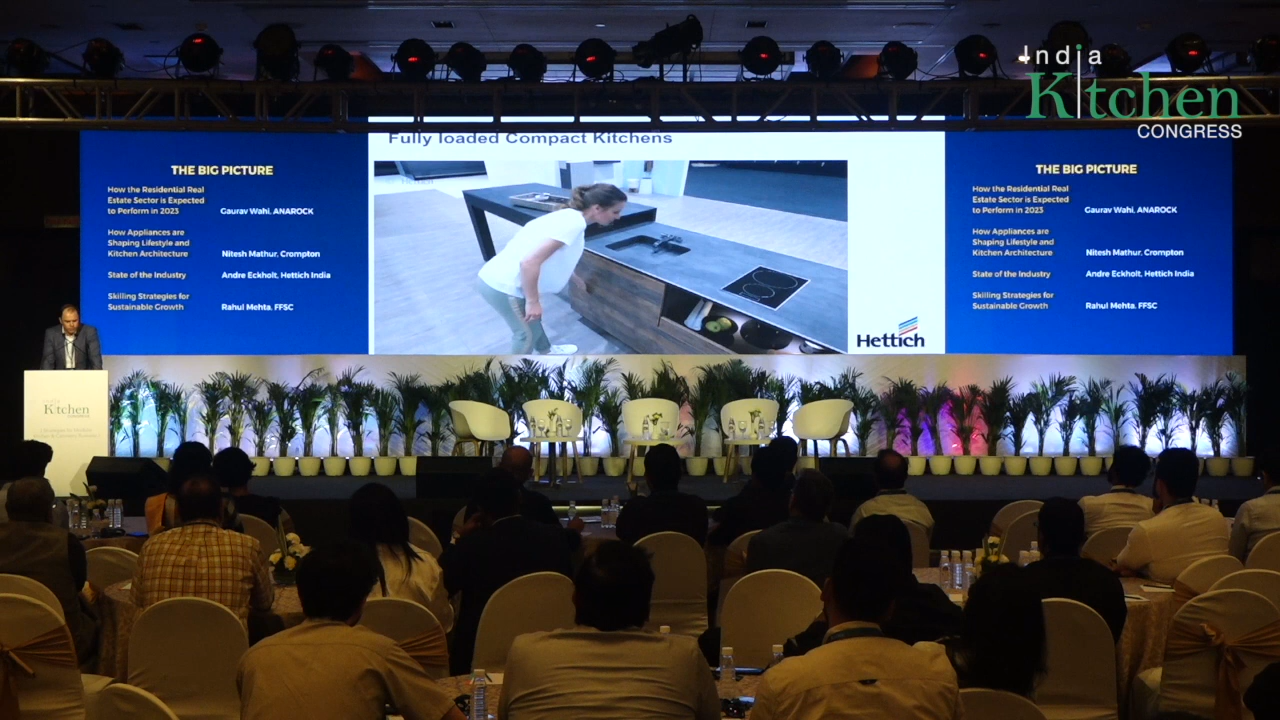 India
Kitchen
CONGRESS
Fully loaded Compact Kitchens
THE BIG PICTURE
How the Residential Real
Estate Sector is Expected
to Perform in 2023
Gaurav Wahi, ANAROCK
How Appliances are
Shaping Lifestyle and
Kitchen Architecture
Nitesh Mathur, Crompton
State of the Industry
Andre Eckholt, Hettich India
Skilling Strategies for
Sustainable Growth
Rahul Mehta, FFSC
Hettich
THE BIG PICTURE
How the Residential Real
Estate Sector is Expected
to Perform in 2023
Gaurav Wahi, ANAROCK
How Appliances are
Shaping Lifestyle and
Kitchen Architecture
Nitesh Mathur, Crompton
State of the Industry
Andre Eckholt, Hettich India
Skilling Strategies for
Sustainable Growth
Rahul Mehta, FFSC
India
Kitchen
CONGRESS